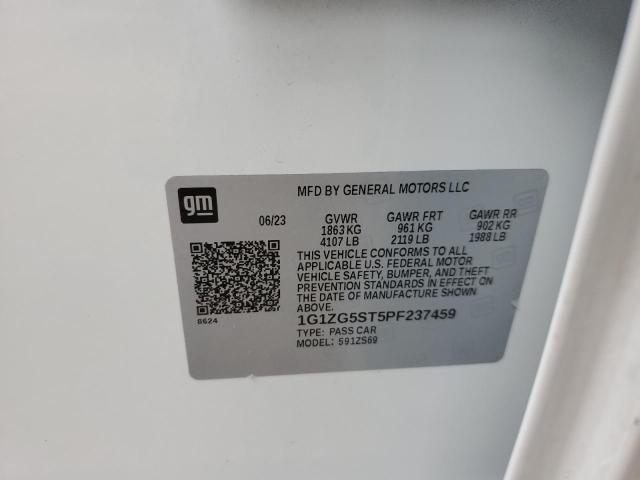 gm
MFD BY GENERAL MOTORS LLC
06/23 GVWR GAWR FRT GAWR RR
1863 KG 961 KG 902 KG
4107 LB 2119 LB 1988 LB
THIS VEHICLE CONFORMS TO ALL
APPLICABLE U.S. FEDERAL MOTOR
VEHICLE SAFETY, BUMPER, AND THEFT
PREVENTION STANDARDS IN EFFECT ON
THE DATE OF MANUFACTURE SHOWN
ABOVE.
8624
1G1ZG5ST5PF237459
TYPE: PASS CAR
MODEL: 591ZS69